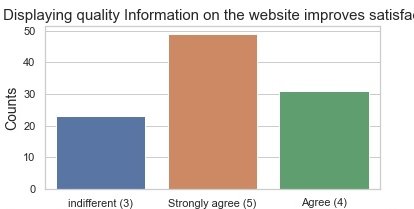 Displaying quality Information on the website improves
50
40
30
20
10
0
Counts
indifferent (3)
Strongly agree (5)
Agree (4)